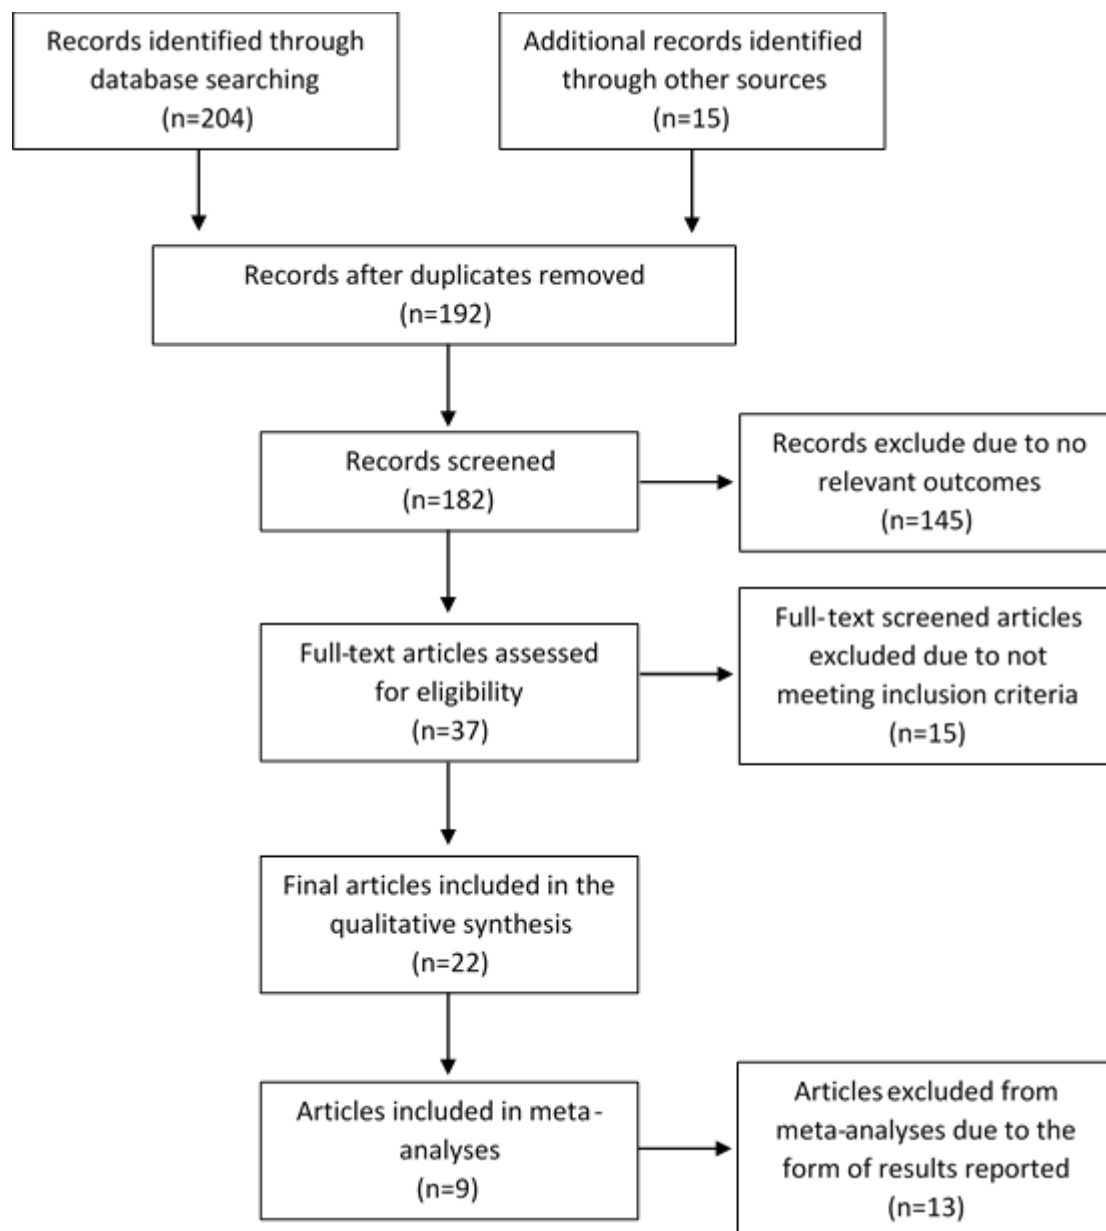 Records identified through
database searching
(n=204)
Additional records identified
through other sources
(n=15)
Records after duplicates removed
(n=192)
Records screened
(n=182)
Records exclude due to no
relevant outcomes
(n=145)
Full-text articles assessed
for eligibility
(n=37)
Full-text screened articles
excluded due to not
meeting inclusion criteria
(n=15)
Final articles included in the
qualitative synthesis
(n=22)
Articles included in meta-
analyses
(n=9)
Articles excluded from
meta-analyses due to the
form of results reported
(n=13)